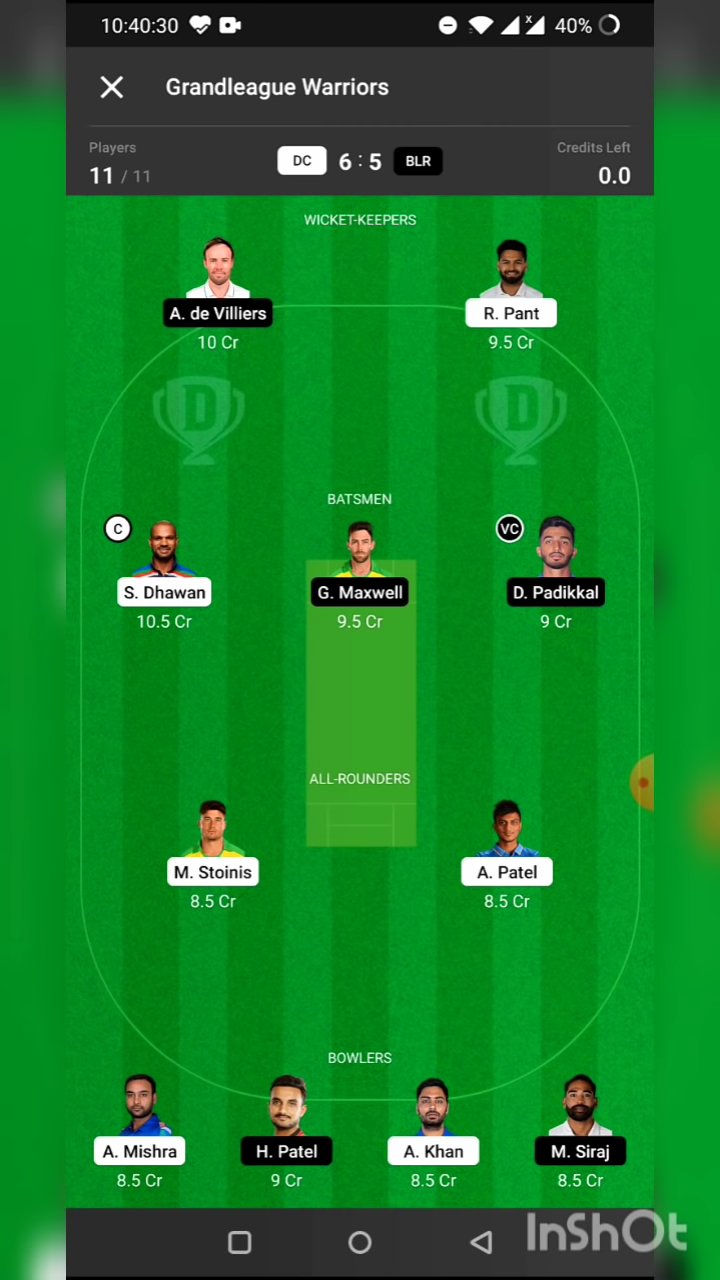 10:40:30 40%
Grandleague Warriors
Players Credits Left
11 / 11 DC 6 : 5 BLR 0.0
WICKET-KEEPERS
A. de Villiers R. Pant
10 Cr 9.5 Cr
D D
BATSMEN
C VC
S. Dhawan G. Maxwell D. Padikkal
10.5 Cr 9.5 Cr 9 Cr
ALL-ROUNDERS
M. Stoinis A. Patel
8.5 Cr 8.5 Cr
BOWLERS
A. Mishra H. Patel A. Khan M. Siraj
8.5 Cr 9 Cr 8.5 Cr 8.5 Cr
InShOt